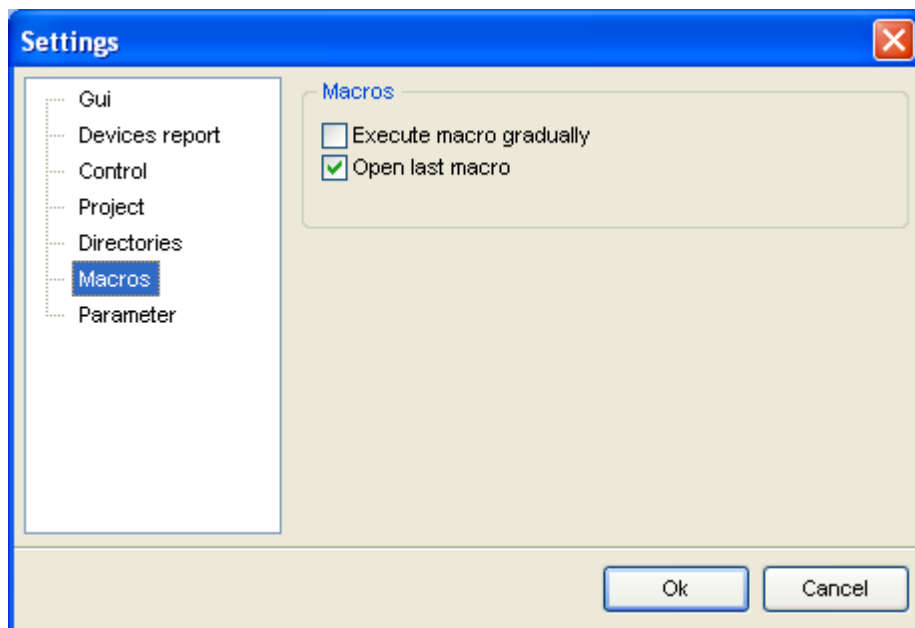 Settings
Gui
Devices report
Control
Project
Directories
Macros
Parameter
Macros
Execute macro gradually
Open last macro
Ok
Cancel